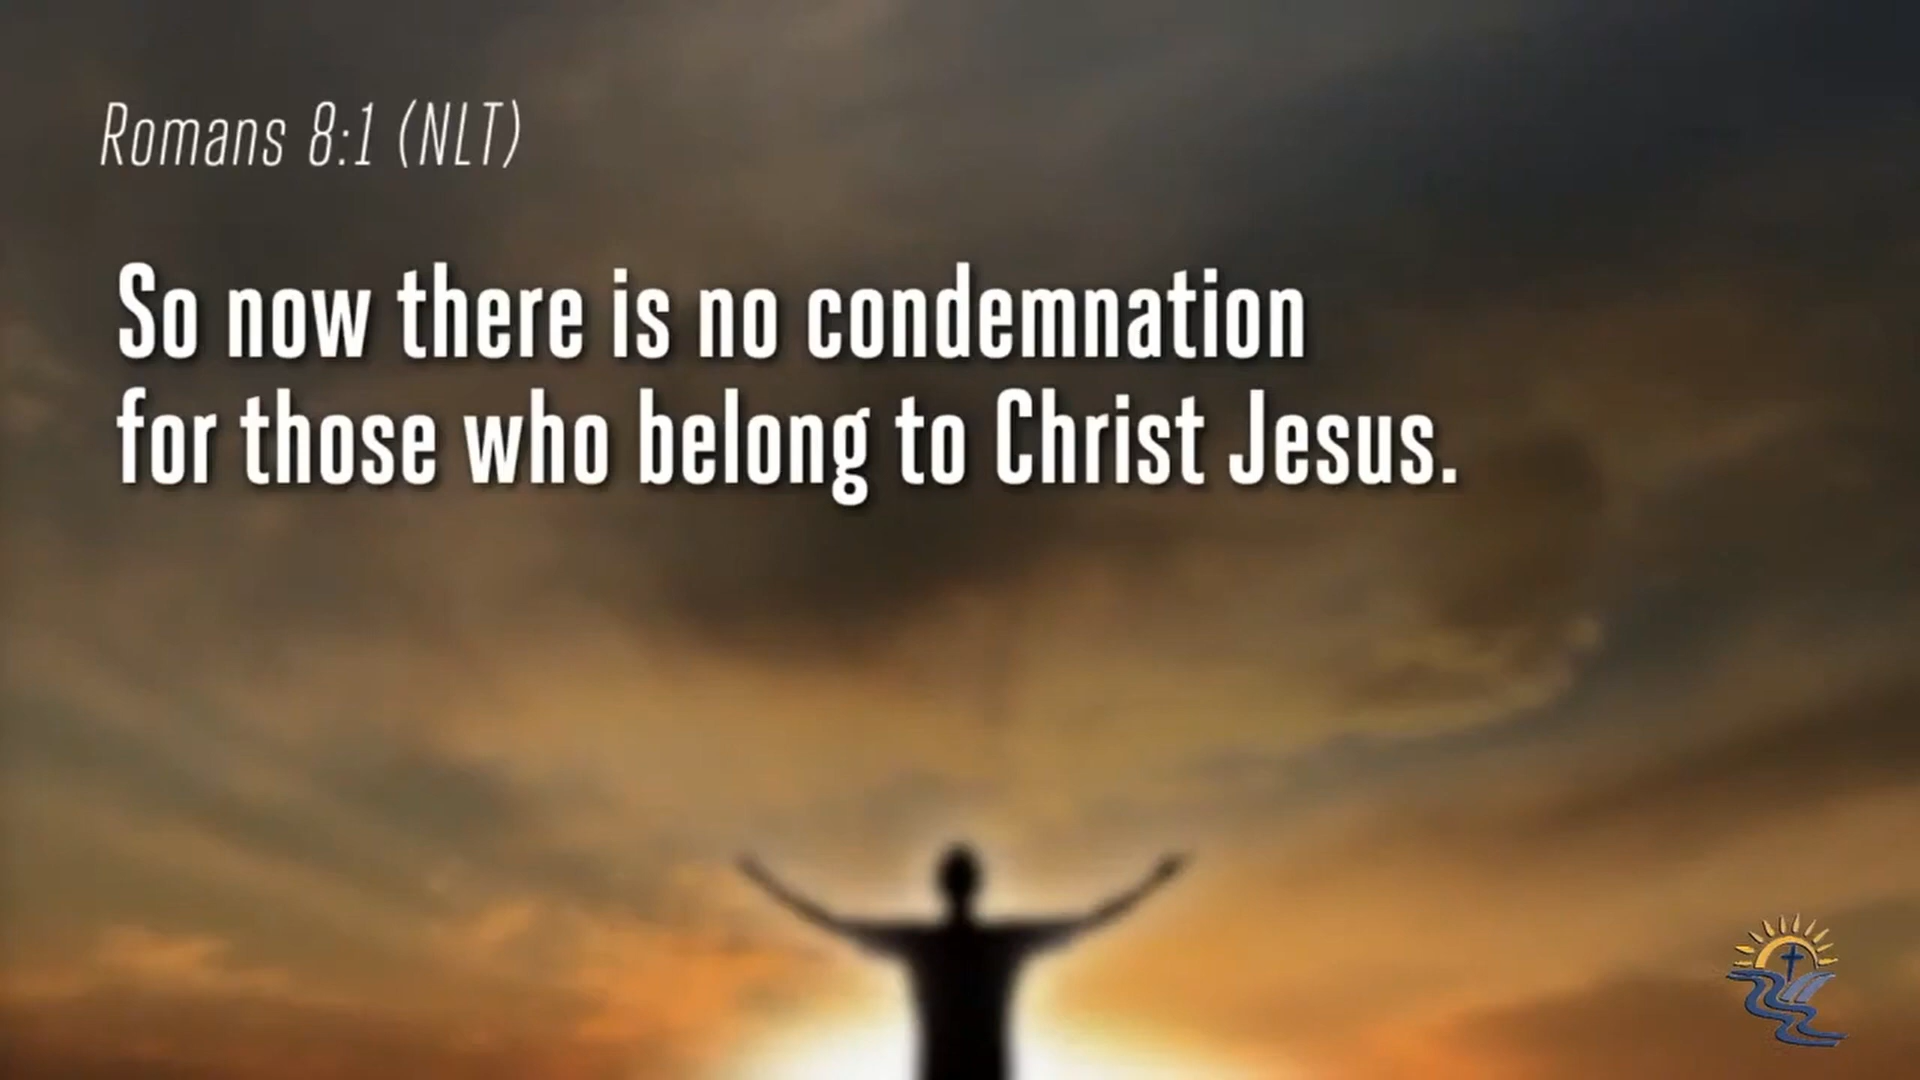 Romans 8:1 (NLT)
So now there is no condemnation
for those who belong to Christ Jesus.